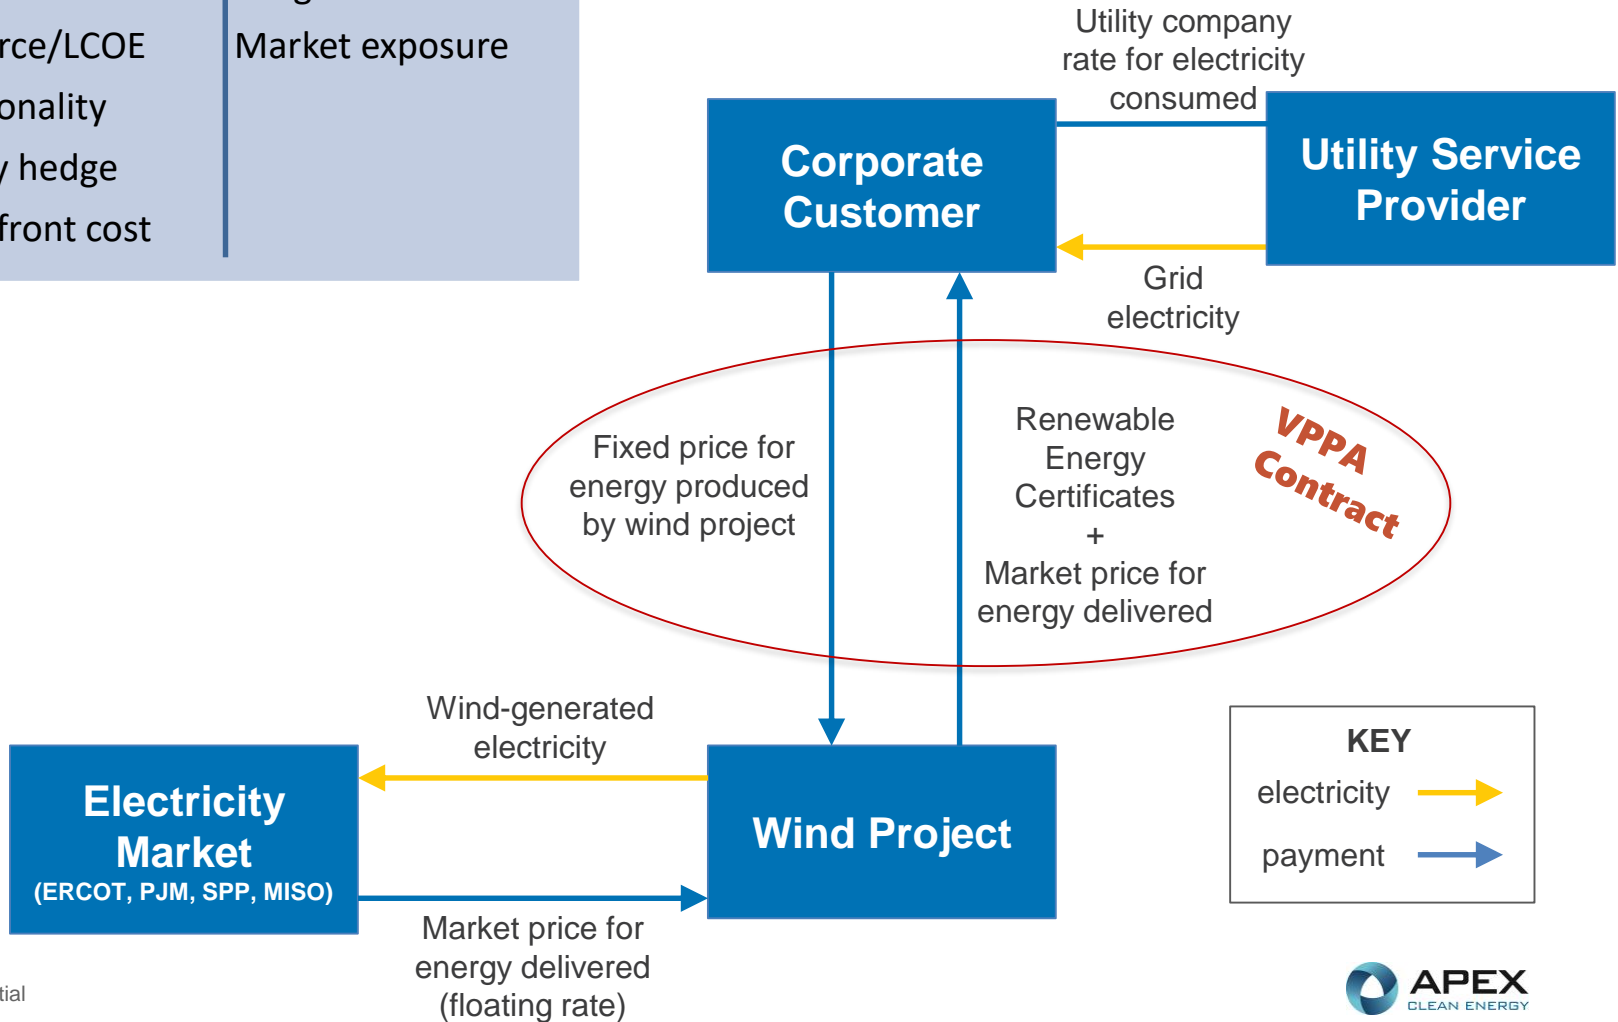 rce/LCOE
onality
y hedge
front cost
Market exposure
Utility company
rate for electricity
consumed
Corporate
Customer
Utility Service
Provider
Grid
electricity
Fixed price for
energy produced
by wind project
Renewable
Energy
Certificates
+
Market price for
energy delivered
VPPA
Contract
Wind-generated
electricity
Electricity
Market
(ERCOT, PJM, SPP, MISO)
Wind Project
Market price for
energy delivered
(floating rate)
KEY
electricity
payment
tial
APEX
CLEAN ENERGY